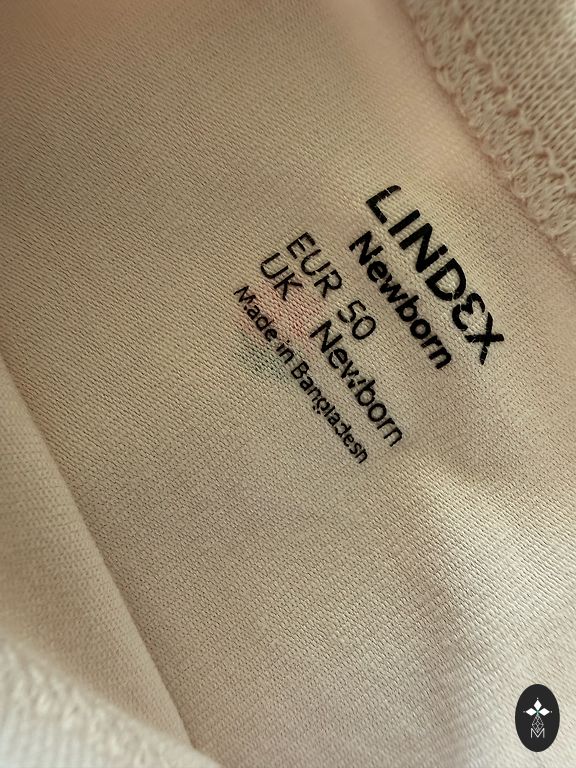 LINDEX
Newborn
EUR 50
UK Newborn
Made in Bangladesh
M